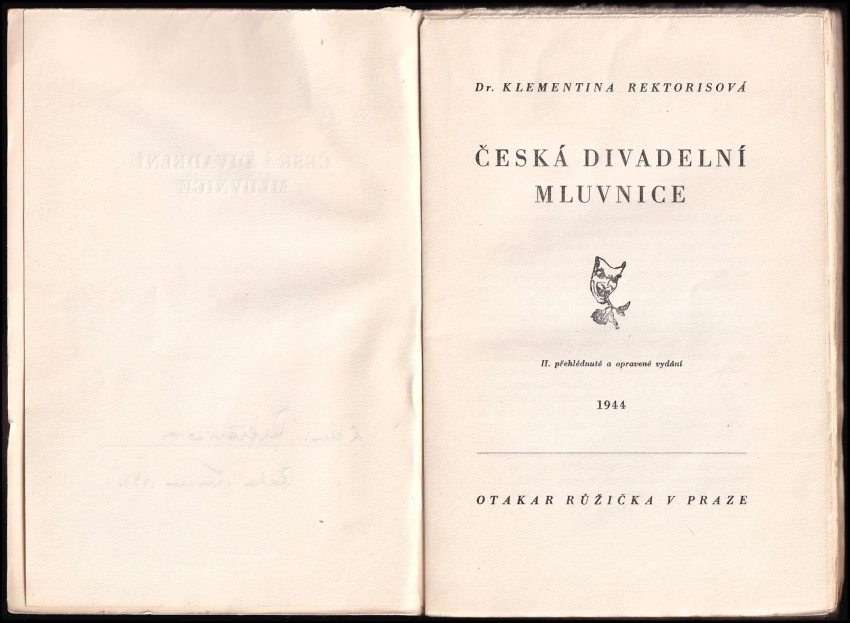 Dr. KLEMENTINA REKTORISOVÁ
ČESKÁ DIVADELNÍ
MLUVNICE
II. přehlédnuté a opravené vydání
1944
OTAKAR RŮŽIČKA V PRAZE